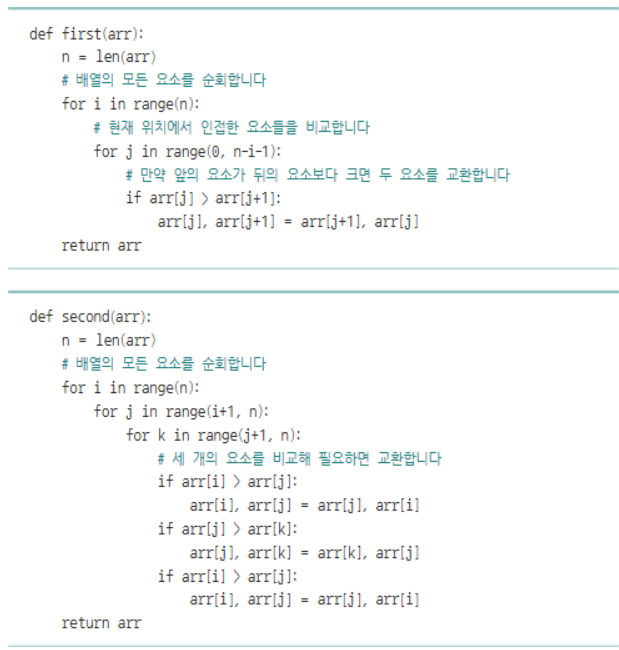 def first(arr):
    n = len(arr)
    # 배열의 모든 요소를 순회합니다
    for i in range(n):
        # 현재 위치에서 인접한 요소들을 비교합니다
        for j in range(0, n-i-1):
            # 만약 앞의 요소가 뒤의 요소보다 크면 두 요소를 교환합니다
            if arr[j] > arr[j+1]:
                arr[j], arr[j+1] = arr[j+1], arr[j]
    return arr
def second(arr):
    n = len(arr)
    # 배열의 모든 요소를 순회합니다
    for i in range(n):
        for j in range(i+1, n):
            for k in range(j+1, n):
                # 세 개의 요소를 비교해 필요하면 교환합니다
                if arr[i] > arr[j]:
                    arr[i], arr[j] = arr[j], arr[i]
                if arr[j] > arr[k]:
                    arr[j], arr[k] = arr[k], arr[j]
                if arr[i] > arr[j]:
                    arr[i], arr[j] = arr[j], arr[i]
    return arr